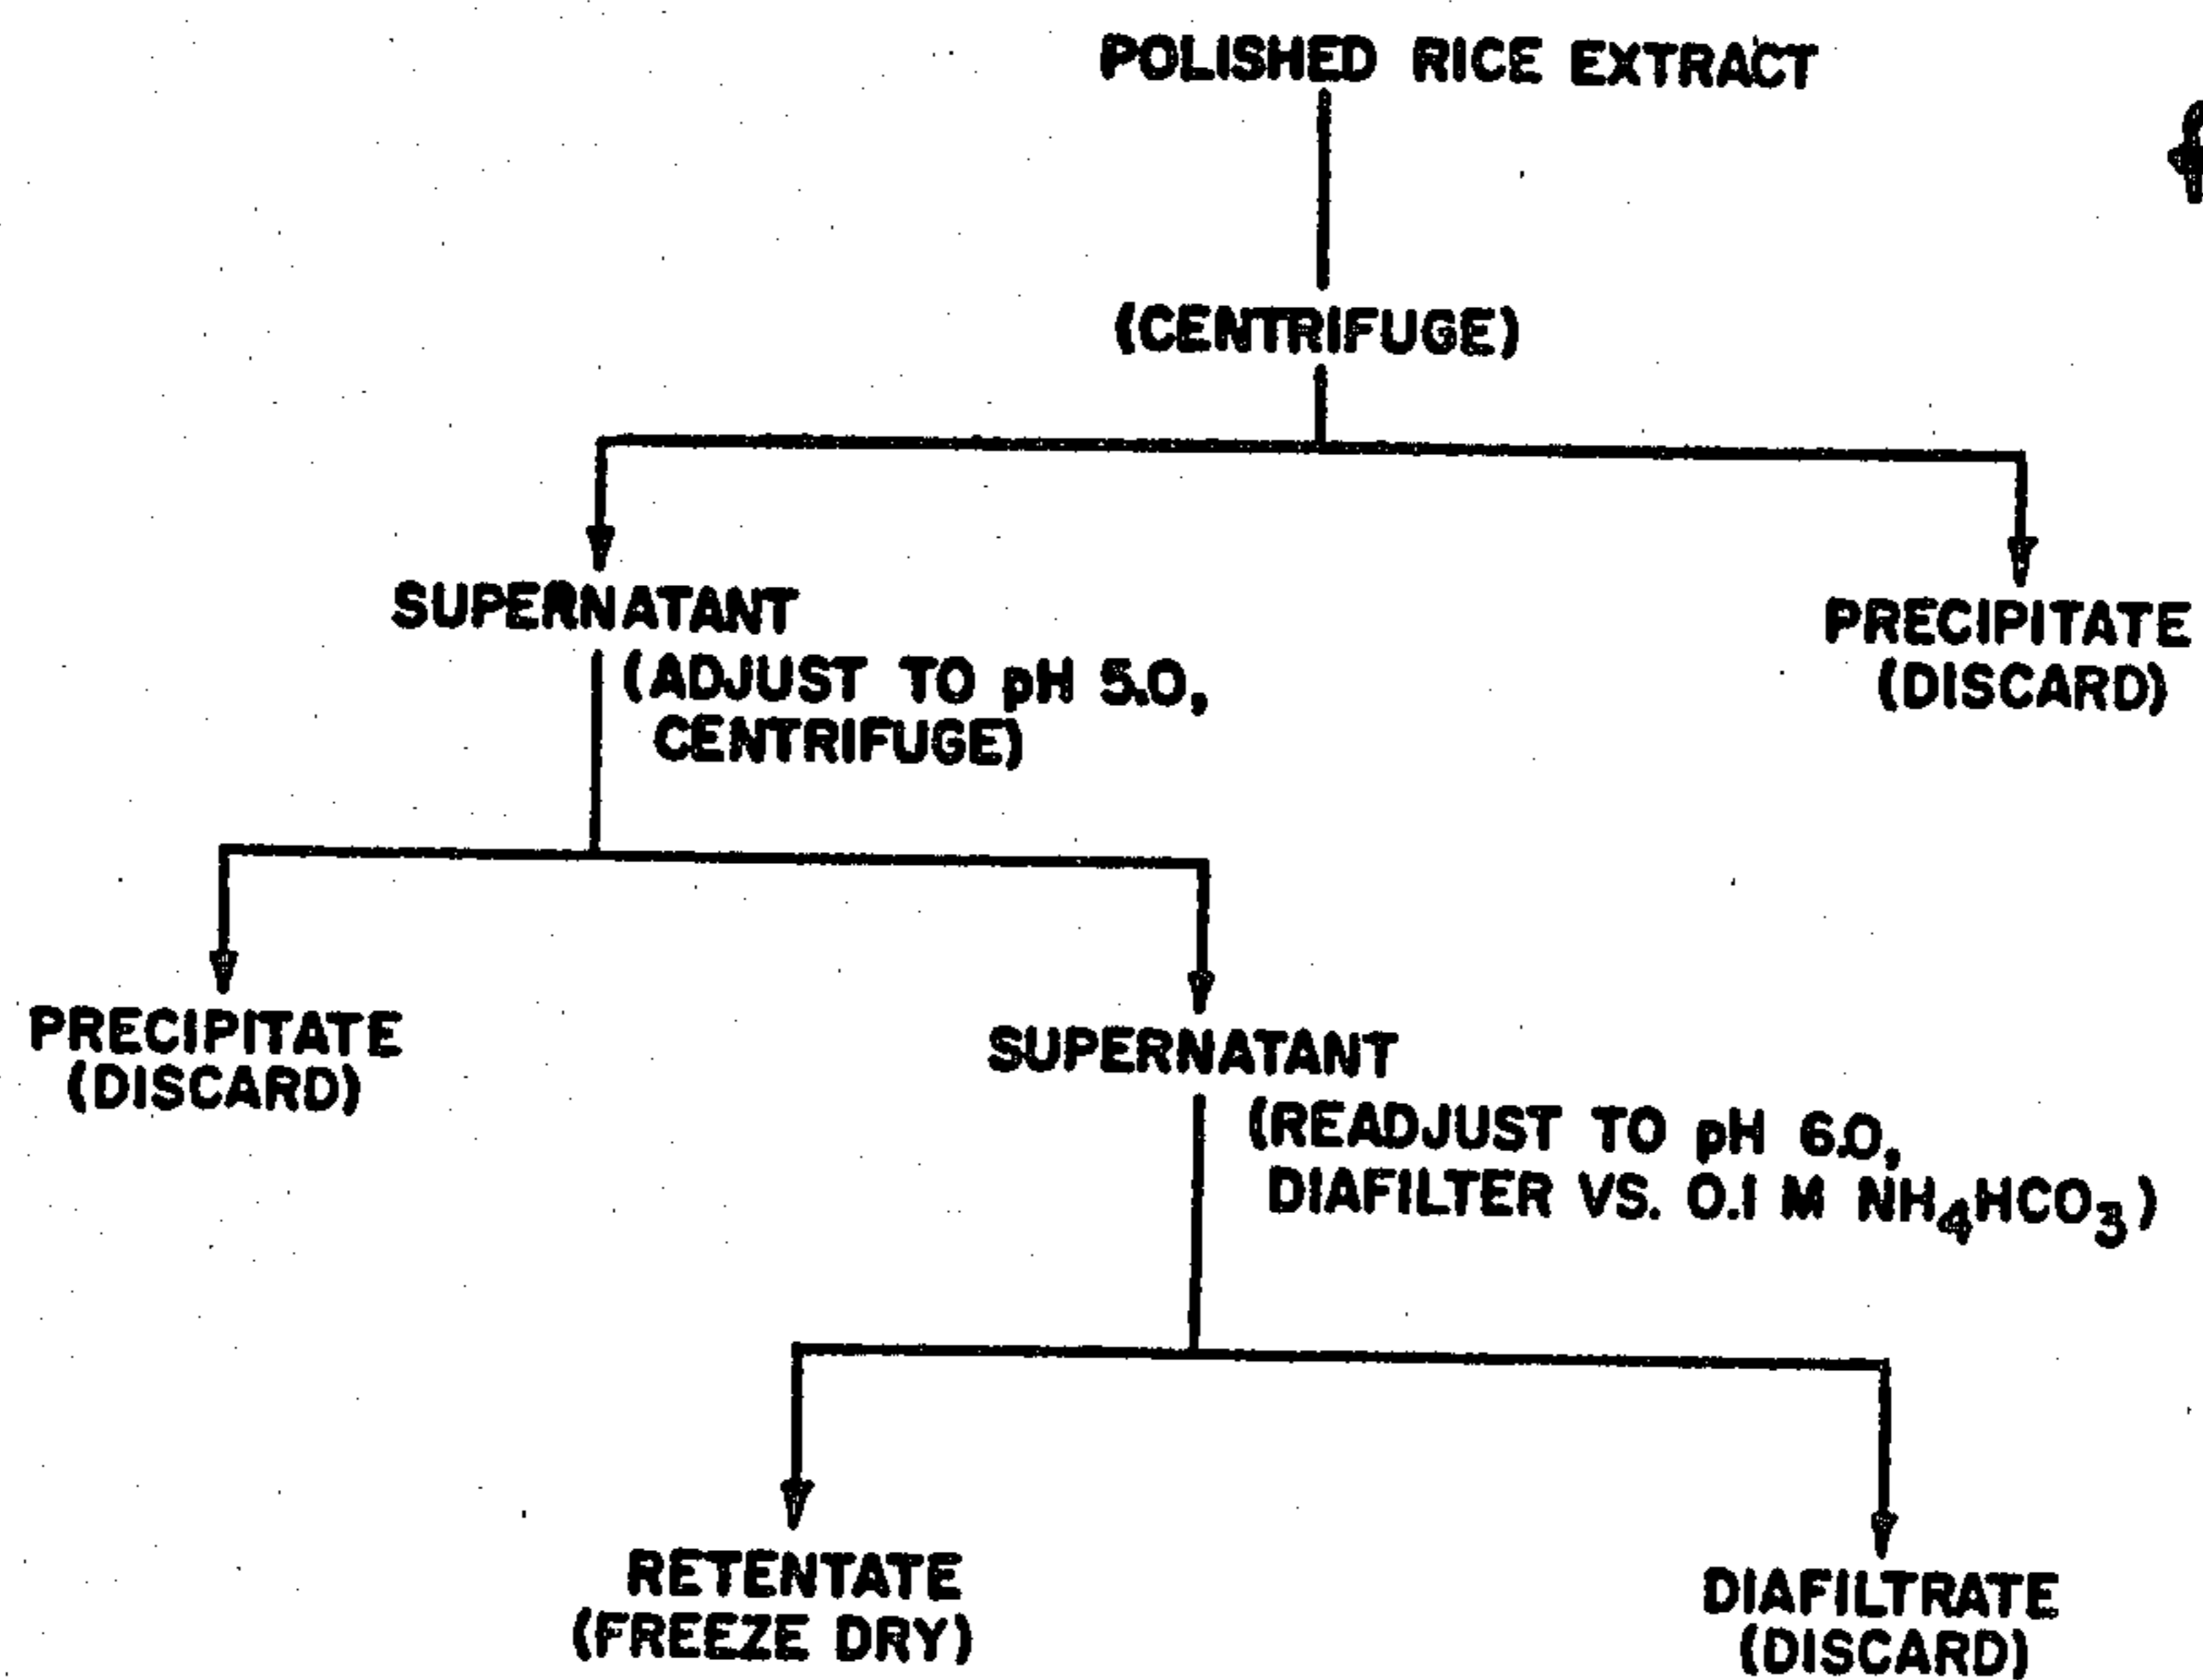 POLISHED RICE EXTRACT
(CENTRIFUGE)
SUPERNATANT
(ADJUST TO pH 5.0,
CENTRIFUGE)
PRECIPITATE
(DISCARD)
PRECIPITATE
(DISCARD)
SUPERNATANT
(READJUST TO pH 6.0,
DIAFILTER VS. 0.1 M NH₄HCO₃)
RETENTATE
(FREEZE DRY)
DIAFILTRATE
(DISCARD)